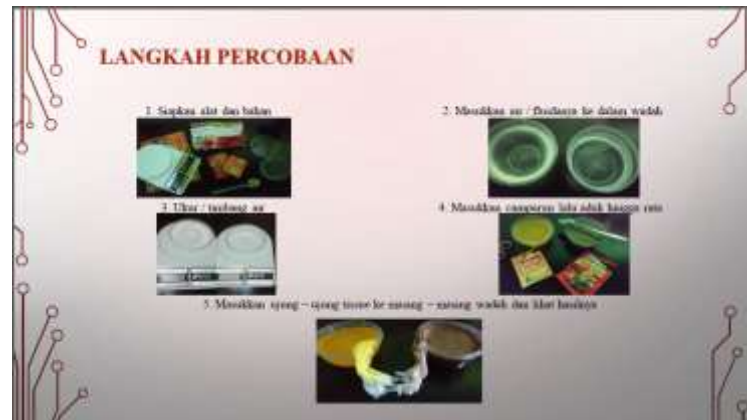 LANGKAH PERCOBAAN
1. Siapkan alat dan bahan
2. Masukkan air / fluidanya ke dalam wadah
3. Ukur / timbang air
4. Masukkan campuran lalu aduk hingga rata
5. Masukkan ujung – ujung tissue ke masing – masing wadah dan lihat hasilnya